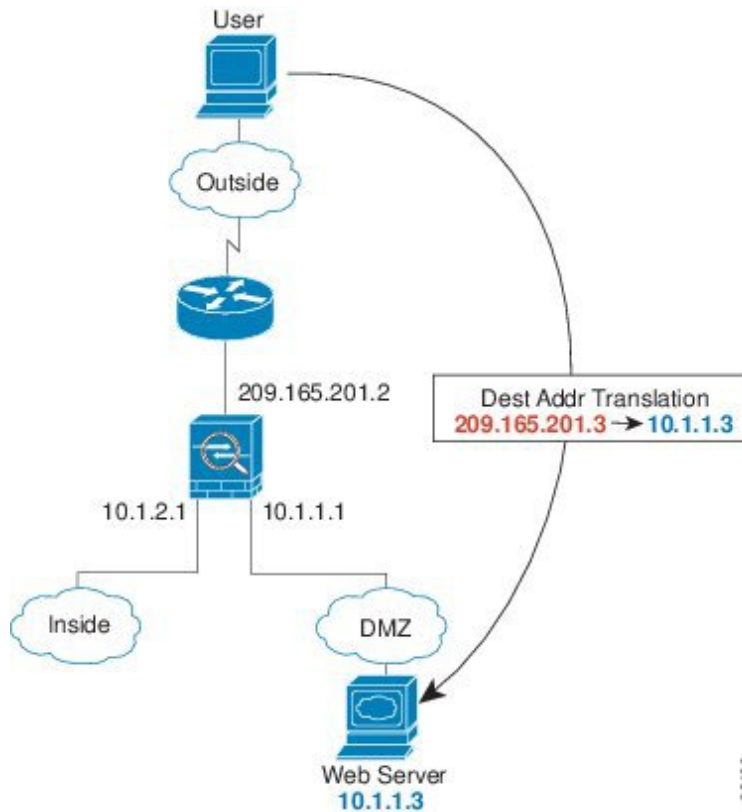 User
Outside
209.165.201.2
Dest Addr Translation
209.165.201.3 10.1.1.3
10.1.2.1
10.1.1.1
Inside
DMZ
Web Server
10.1.1.3